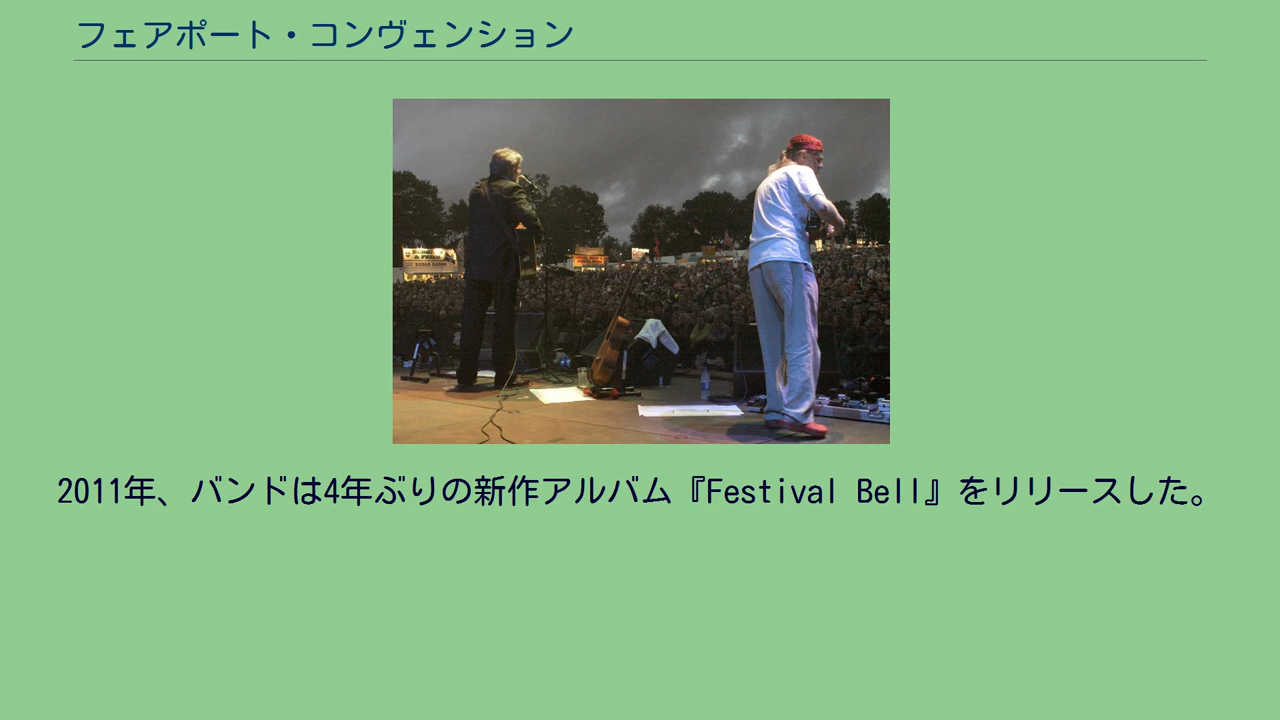 フェアポート・コンヴェンション
2011年、バンドは4年ぶりの新作アルバム『Festival Bell』をリリースした。